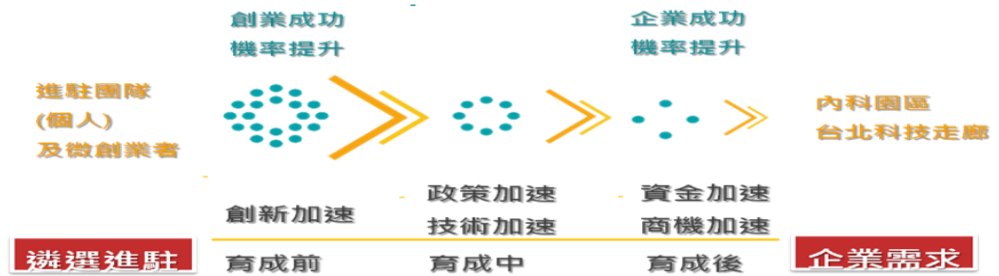 創業成功
機率提升
企業成功
機率提升
進駐團隊
(個人)
及微創業者
內科園區
台北科技走廊
創新加速
政策加速
技術加速
資金加速
商機加速
遴選進駐
育成前
育成中
育成後
企業需求